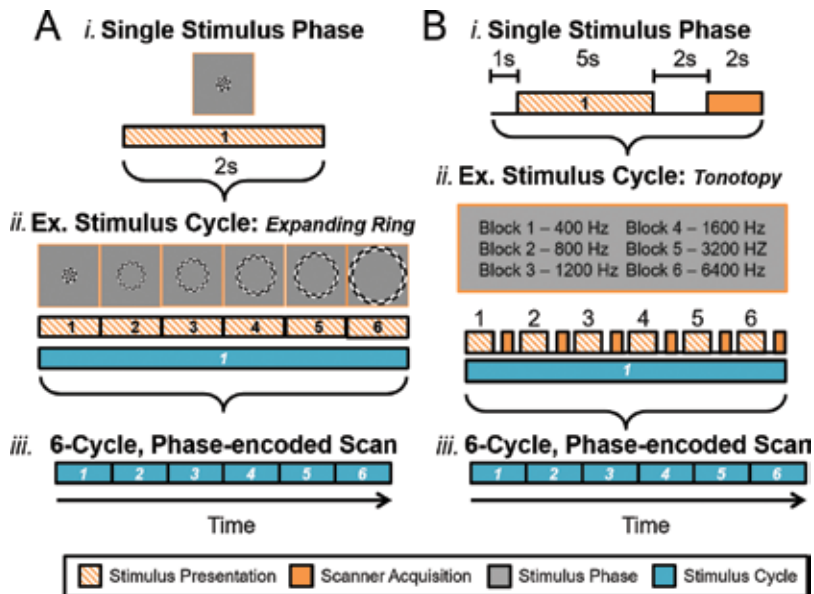 A
i. Single Stimulus Phase
1
2s
ii. Ex. Stimulus Cycle: Expanding Ring
1 2 3 4 5 6
1
iii. 6-Cycle, Phase-encoded Scan
1 2 3 4 5 6
Time
B
i. Single Stimulus Phase
1s 5s 2s 2s
1
ii. Ex. Stimulus Cycle: Tonotopy
Block 1 – 400 Hz Block 4 – 1600 Hz
Block 2 – 800 Hz Block 5 – 3200 HZ
Block 3 – 1200 Hz Block 6 – 6400 Hz
1 2 3 4 5 6
1
iii. 6-Cycle, Phase-encoded Scan
1 2 3 4 5 6
Time
Stimulus Presentation Scanner Acquisition Stimulus Phase Stimulus Cycle